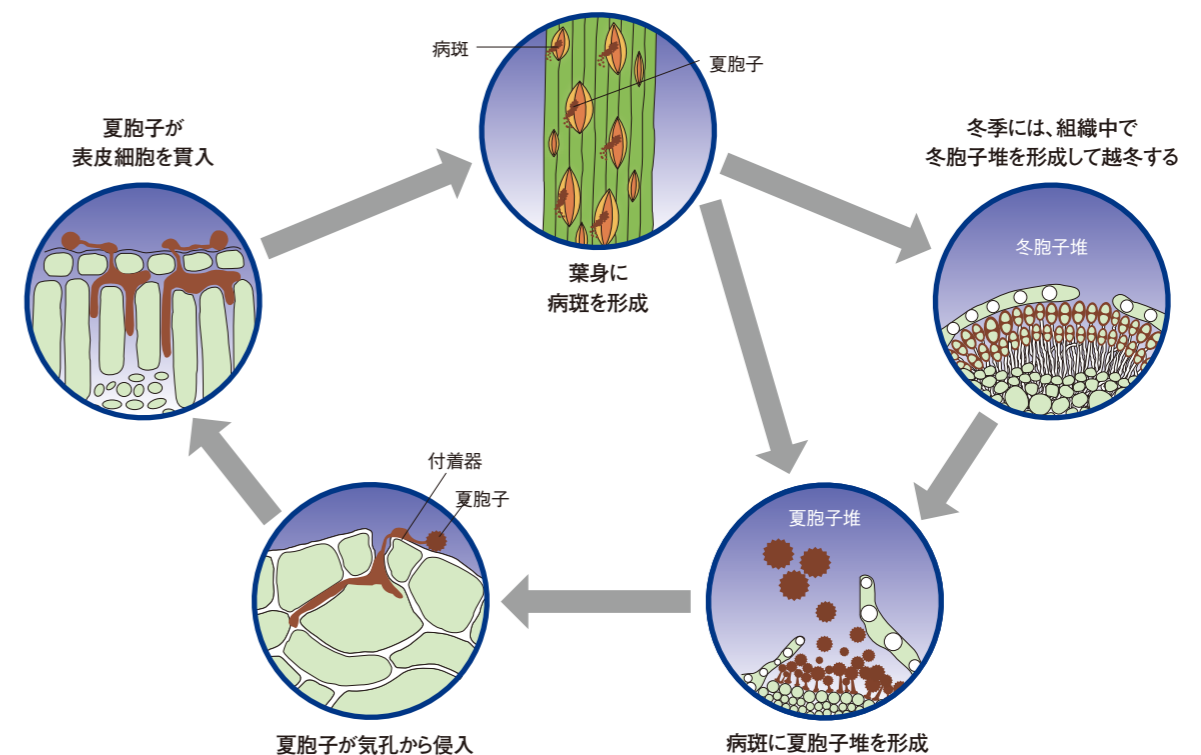 病斑
夏胞子
葉身に
病斑を形成
冬季には、組織中で
冬胞子堆を形成して越冬する
冬胞子堆
夏胞子堆
病斑に夏胞子堆を形成
付着器
夏胞子
夏胞子が気孔から侵入
夏胞子が
表皮細胞を貫入